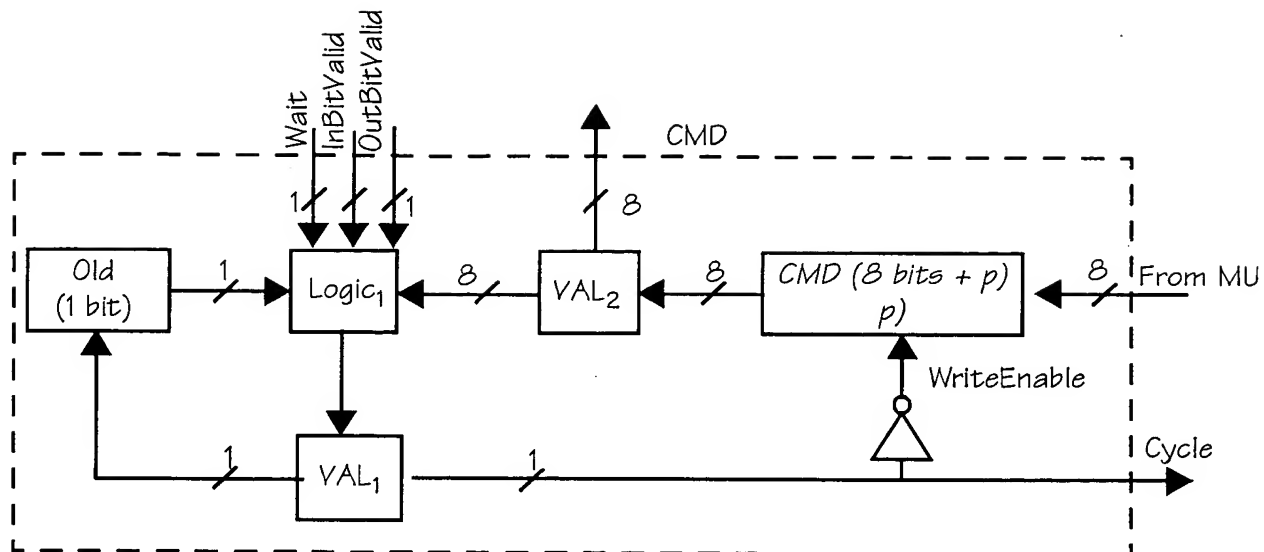 Wait
InBitValid
OutBitValid
CMD
1
1
8
Old
(1 bit)
1
Logic₁
8
VAL₂
8
CMD (8 bits + p)
p)
8
From MU
WriteEnable
1
VAL₁
1
Cycle